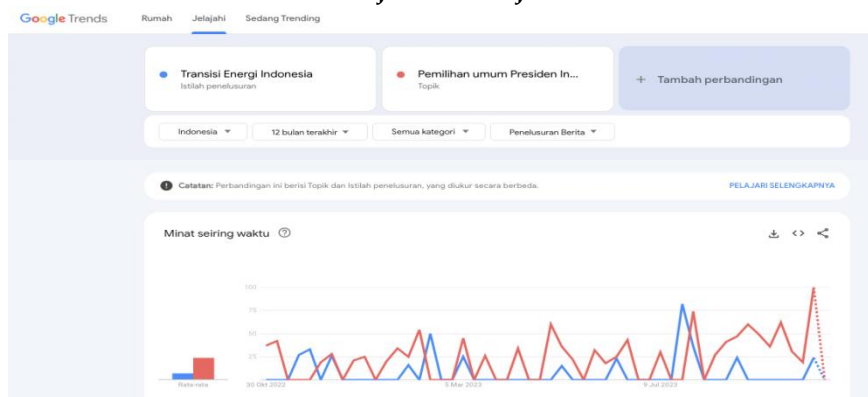 Google Trends Rumah Jelajahi Sedang Trending
Transisi Energi Indonesia
Istilah penelusuran
Pemilihan umum Presiden In...
Topik
+ Tambah perbandingan
Indonesia 12 bulan terakhir Semua kategori Penelusuran Berita
Catatan: Perbandingan ini berisi Topik dan Istilah penelusuran, yang diukur secara berbeda. PELAJARI SELENGKAPNYA
Minat seiring waktu
100
75
50
25
Rata-rata 30 Okt 2022 5 Mar 2023 9 Jul 2023